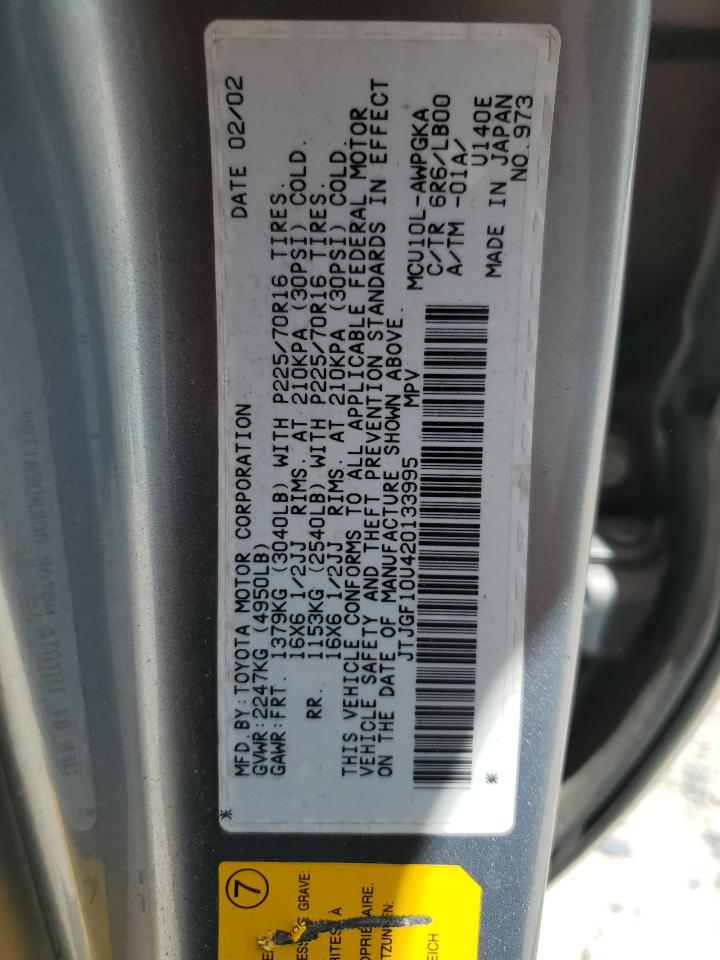 MFD.BY:TOYOTA MOTOR CORPORATION DATE 02/02
GVWR:2247KG (4950LB)
GAWR:FRT. 1379KG (3040LB) WITH P225/70R16 TIRES.
16X6 1/2JJ RIMS. AT 210KPA (30PSI) COLD.
RR. 1153KG (2540LB) WITH P225/70R16 TIRES.
16X6 1/2JJ RIMS. AT 210KPA (30PSI) COLD.
THIS VEHICLE CONFORMS TO ALL APPLICABLE FEDERAL MOTOR
VEHICLE SAFETY AND THEFT PREVENTION STANDARDS IN EFFECT
ON THE DATE OF MANUFACTURE SHOWN ABOVE.
JTJGF10U420133995 MPV
MCU10L-AWPGKA
C/TR 6R6/LB00
A/TM -01A/
U140E
MADE IN JAPAN
NO.973
* *
7
GRAVE:
À
TZUNG
EICH